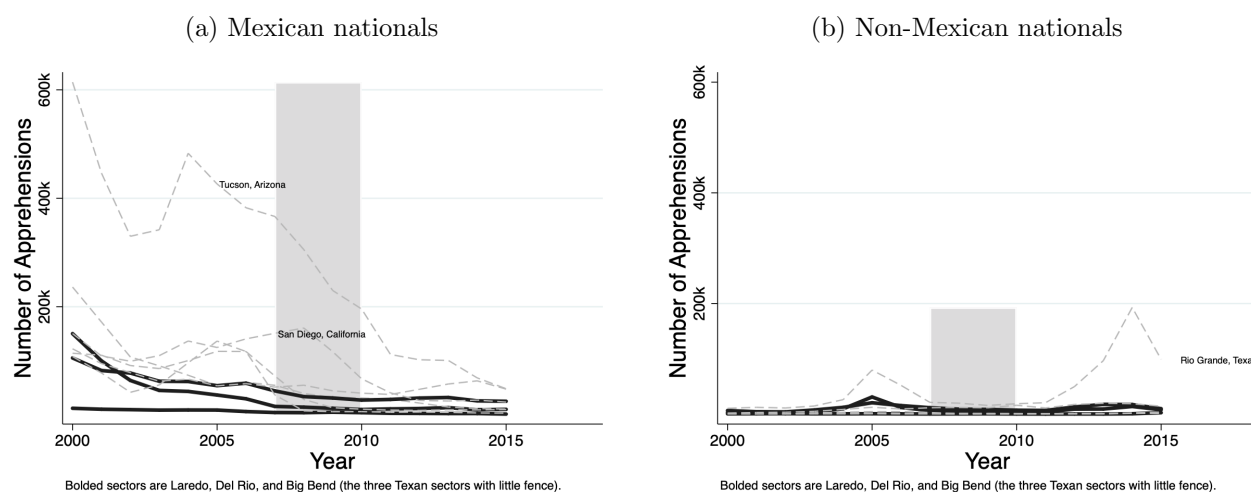 (a) Mexican nationals
Number of Apprehensions
600k
400k
200k
Tucson, Arizona
San Diego, California
2000 2005 2010 2015
Year
Bolded sectors are Laredo, Del Rio, and Big Bend (the three Texan sectors with little fence).
(b) Non-Mexican nationals
Number of Apprehensions
600k
400k
200k
Rio Grande, Texa
2000 2005 2010 2015
Year
Bolded sectors are Laredo, Del Rio, and Big Bend (the three Texan sectors with little fence).